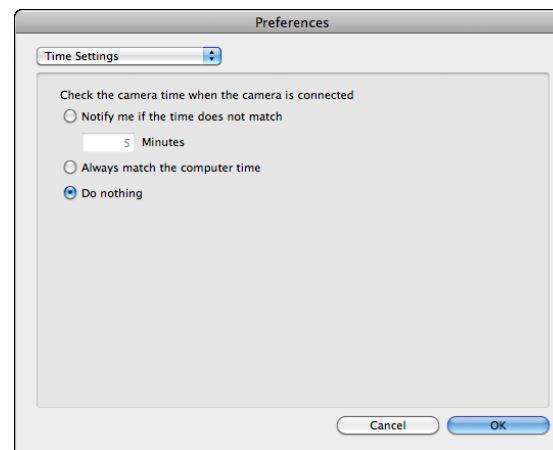 Preferences
Time Settings
Check the camera time when the camera is connected
Notify me if the time does not match
5 Minutes
Always match the computer time
Do nothing
Cancel OK